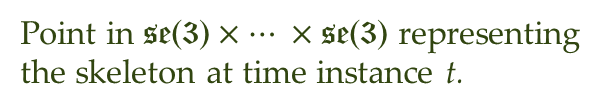 Point in 𝖘𝖊(3) × ⋯ × 𝖘𝖊(3) representing
the skeleton at time instance t.